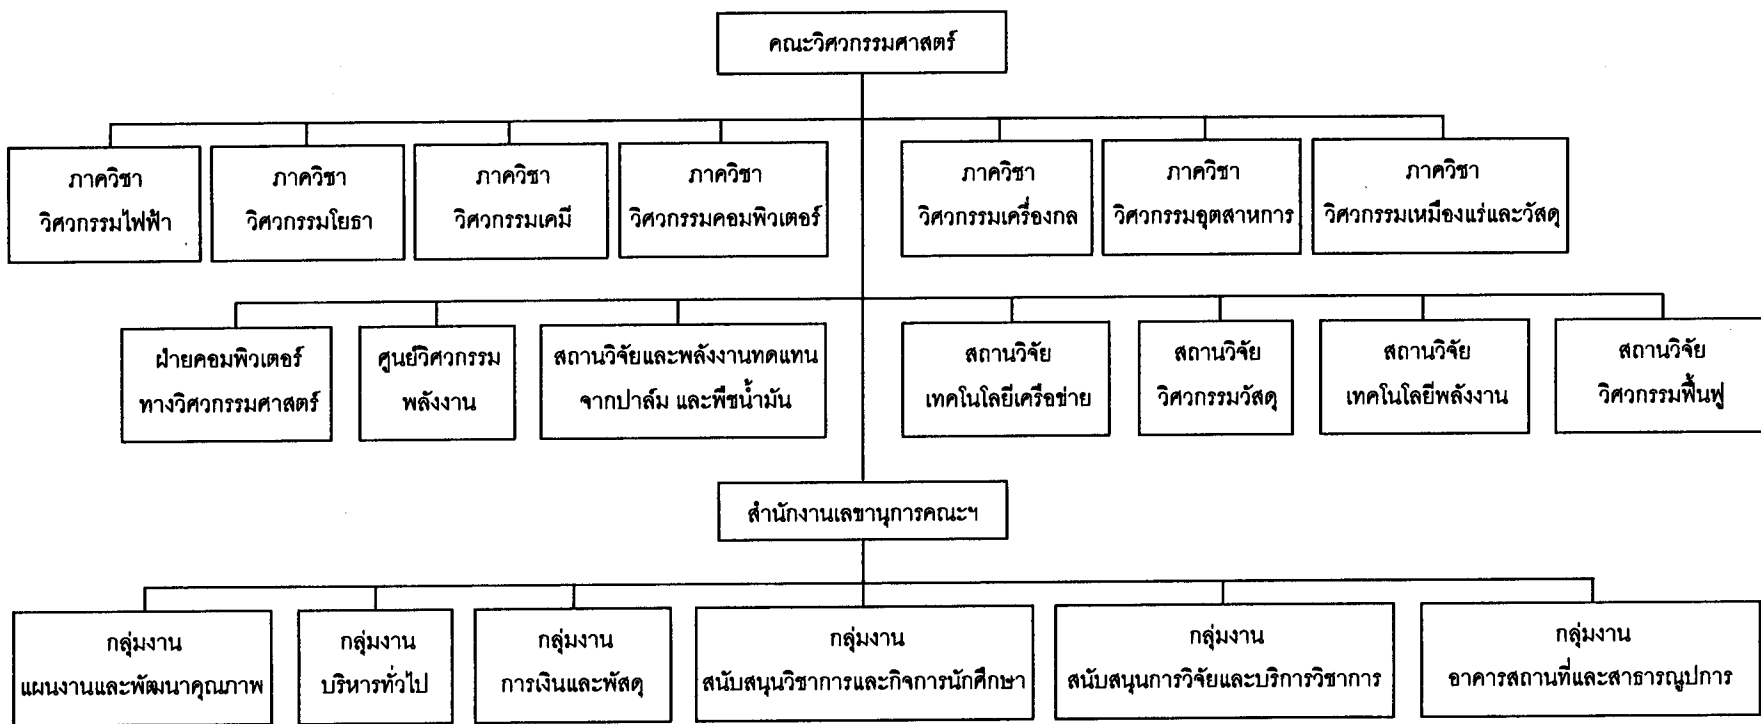 คณะวิศวกรรมศาสตร์
ภาควิชา
วิศวกรรมไฟฟ้า
ภาควิชา
วิศวกรรมโยธา
ภาควิชา
วิศวกรรมเคมี
ภาควิชา
วิศวกรรมคอมพิวเตอร์
ภาควิชา
วิศวกรรมเครื่องกล
ภาควิชา
วิศวกรรมอุตสาหการ
ภาควิชา
วิศวกรรมเหมืองแร่และวัสดุ
ฝ่ายคอมพิวเตอร์
ทางวิศวกรรมศาสตร์
ศูนย์วิศวกรรม
พลังงาน
สถานวิจัยและพลังงานทดแทน
จากปาล์ม และพืชน้ำมัน
สถานวิจัย
เทคโนโลยีเครือข่าย
สถานวิจัย
วิศวกรรมวัสดุ
สถานวิจัย
เทคโนโลยีพลังงาน
สถานวิจัย
วิศวกรรมฟื้นฟู
สำนักงานเลขานุการคณะฯ
กลุ่มงาน
แผนงานและพัฒนาคุณภาพ
กลุ่มงาน
บริหารทั่วไป
กลุ่มงาน
การเงินและพัสดุ
กลุ่มงาน
สนับสนุนวิชาการและกิจการนักศึกษา
กลุ่มงาน
สนับสนุนการวิจัยและบริการวิชาการ
กลุ่มงาน
อาคารสถานที่และสาธารณูปการ